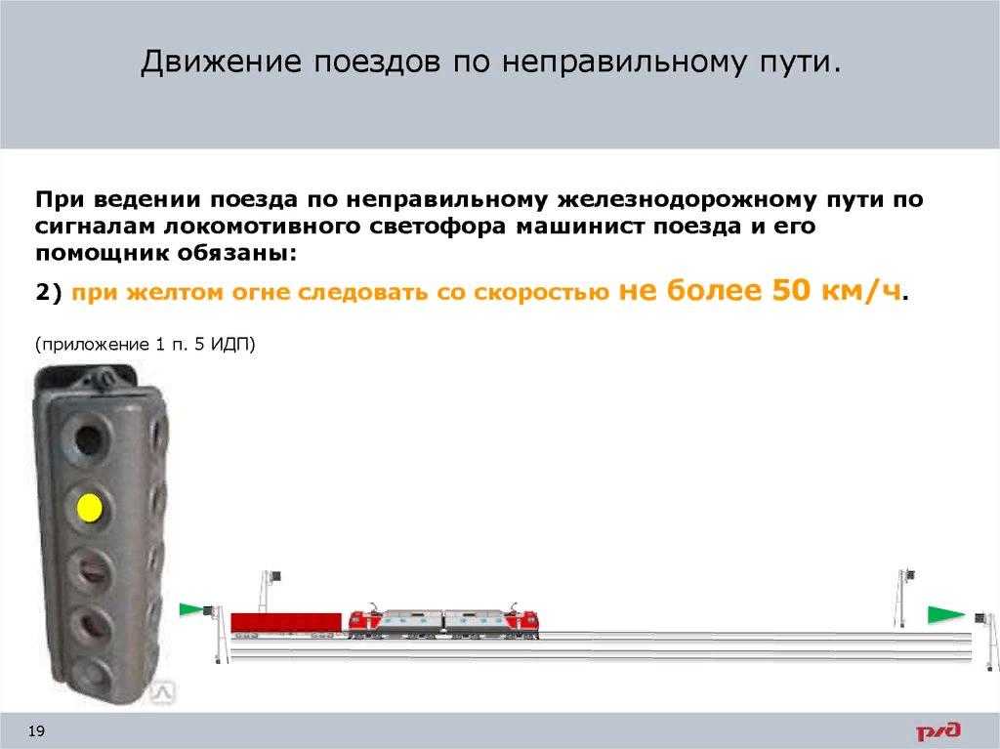 Движение поездов по неправильному пути.
При ведении поезда по неправильному железнодорожному пути по
сигналам локомотивного светофора машинист поезда и его
помощник обязаны:
2) при желтом огне следовать со скоростью не более 50 км/ч.
(приложение 1 п. 5 ИДП)
19
ржд